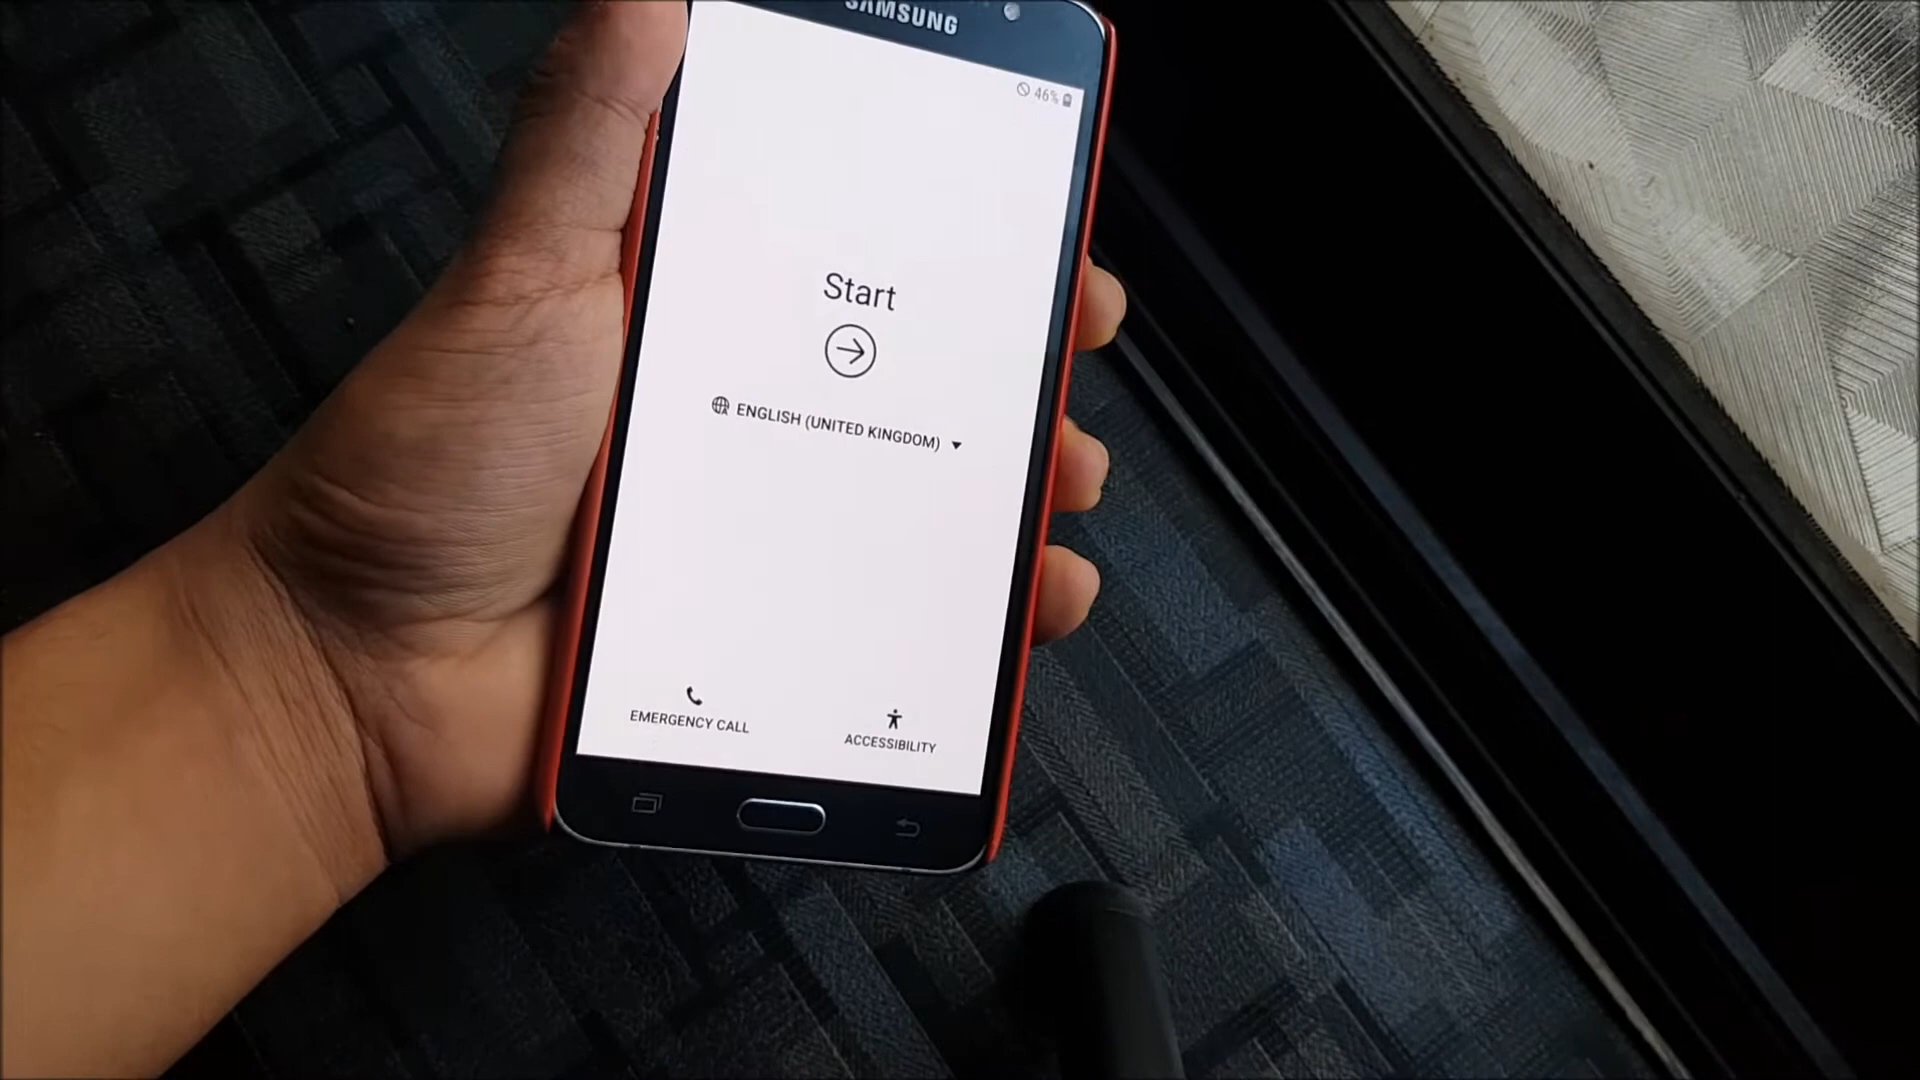 SAMSUNG
46%
Start
ENGLISH (UNITED KINGDOM)
EMERGENCY CALL
ACCESSIBILITY